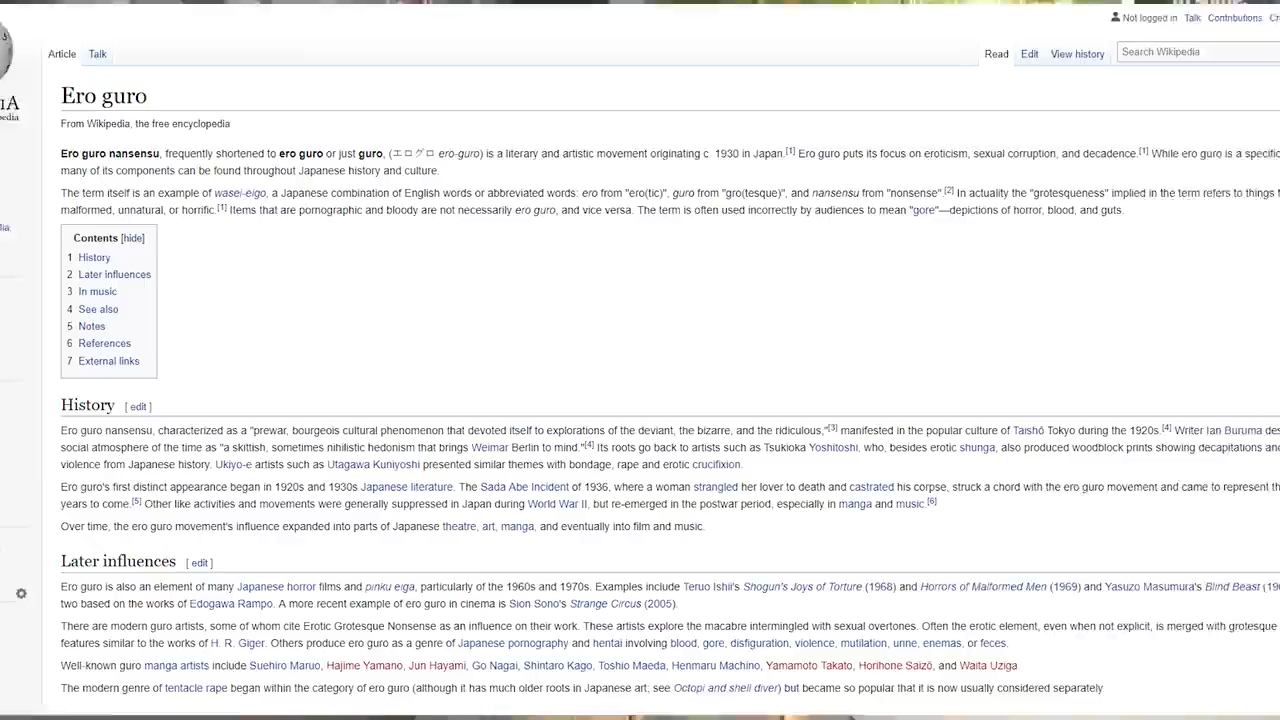 Not logged in Talk Contributions
Article Talk
Read Edit View history Search Wikipedia
Ero guro
From Wikipedia, the free encyclopedia
Ero guro nansensu, frequently shortened to ero guro or just guro, (エログロ ero-guro) is a literary and artistic movement originating c. 1930 in Japan.[1] Ero guro puts its focus on eroticism, sexual corruption, and decadence.[1] While ero guro is a specific
many of its components can be found throughout Japanese history and culture.
The term itself is an example of wasei-eigo, a Japanese combination of English words or abbreviated words: ero from "ero(tic)", guro from "gro(tesque)", and nansensu from "nonsense".[2] In actuality the "grotesqueness" implied in the term refers to things t
malformed, unnatural, or horrific.[1] Items that are pornographic and bloody are not necessarily ero guro, and vice versa. The term is often used incorrectly by audiences to mean "gore"—depictions of horror, blood, and guts.
Contents [hide]
1 History
2 Later influences
3 In music
4 See also
5 Notes
6 References
7 External links
History [ edit ]
Ero guro nansensu, characterized as a "prewar, bourgeois cultural phenomenon that devoted itself to explorations of the deviant, the bizarre, and the ridiculous,"[3] manifested in the popular culture of Taishō Tokyo during the 1920s.[4] Writer Ian Buruma des
social atmosphere of the time as "a skittish, sometimes nihilistic hedonism that brings Weimar Berlin to mind."[4] Its roots go back to artists such as Tsukioka Yoshitoshi, who, besides erotic shunga, also produced woodblock prints showing decapitations and
violence from Japanese history. Ukiyo-e artists such as Utagawa Kuniyoshi presented similar themes with bondage, rape and erotic crucifixion.
Ero guro's first distinct appearance began in 1920s and 1930s Japanese literature. The Sada Abe Incident of 1936, where a woman strangled her lover to death and castrated his corpse, struck a chord with the ero guro movement and came to represent th
years to come.[5] Other like activities and movements were generally suppressed in Japan during World War II, but re-emerged in the postwar period, especially in manga and music.[6]
Over time, the ero guro movement's influence expanded into parts of Japanese theatre, art, manga, and eventually into film and music.
Later influences [ edit ]
Ero guro is also an element of many Japanese horror films and pinku eiga, particularly of the 1960s and 1970s. Examples include Teruo Ishii's Shogun's Joys of Torture (1968) and Horrors of Malformed Men (1969) and Yasuzo Masumura's Blind Beast (19
two based on the works of Edogawa Rampo. A more recent example of ero guro in cinema is Sion Sono's Strange Circus (2005).
There are modern guro artists, some of whom cite Erotic Grotesque Nonsense as an influence on their work. These artists explore the macabre intermingled with sexual overtones. Often the erotic element, even when not explicit, is merged with grotesque
features similar to the works of H. R. Giger. Others produce ero guro as a genre of Japanese pornography and hentai involving blood, gore, disfiguration, violence, mutilation, urine, enemas, or feces.
Well-known guro manga artists include Suehiro Maruo, Hajime Yamano, Jun Hayami, Go Nagai, Shintaro Kago, Toshio Maeda, Henmaru Machino, Yamamoto Takato, Horihone Saizō, and Waita Uziga
The modern genre of tentacle rape began within the category of ero guro (although it has much older roots in Japanese art; see Octopi and shell diver) but became so popular that it is now usually considered separately.